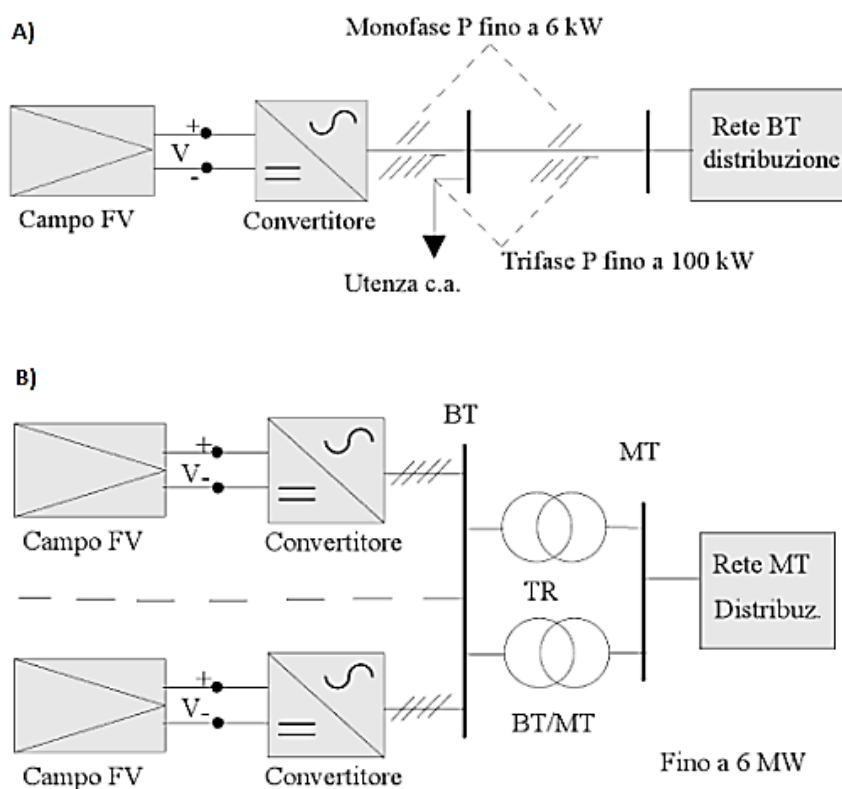 A)
Monofase P fino a 6 kW
+
V
-
Campo FV
Convertitore
Utenza c.a.
Trifase P fino a 100 kW
Rete BT
distribuzione
B)
BT
MT
+
V-
Campo FV
Convertitore
TR
Rete MT
Distribuz.
+
V-
Campo FV
Convertitore
BT/MT
Fino a 6 MW